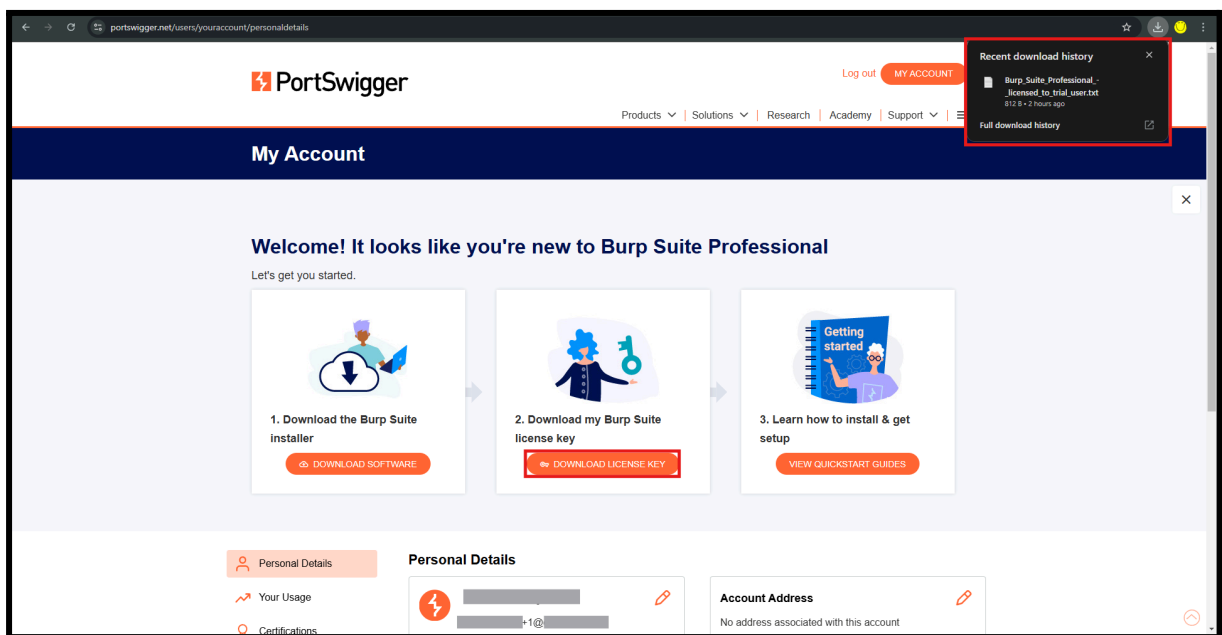 portswigger.net/users/youraccount/personaldetails
Recent download history
Burp_Suite_Professional_-
_licensed_to_trial_user.txt
812 B • 2 hours ago
Full download history
PortSwigger
Log out
MY ACCOUNT
Products
Solutions
Research
Academy
Support
My Account
Welcome! It looks like you're new to Burp Suite Professional
Let's get you started.
1. Download the Burp Suite
installer
DOWNLOAD SOFTWARE
2. Download my Burp Suite
license key
DOWNLOAD LICENSE KEY
Getting
started
3. Learn how to install & get
setup
VIEW QUICKSTART GUIDES
Personal Details
Your Usage
Certifications
Personal Details
+1@
Account Address
No address associated with this account